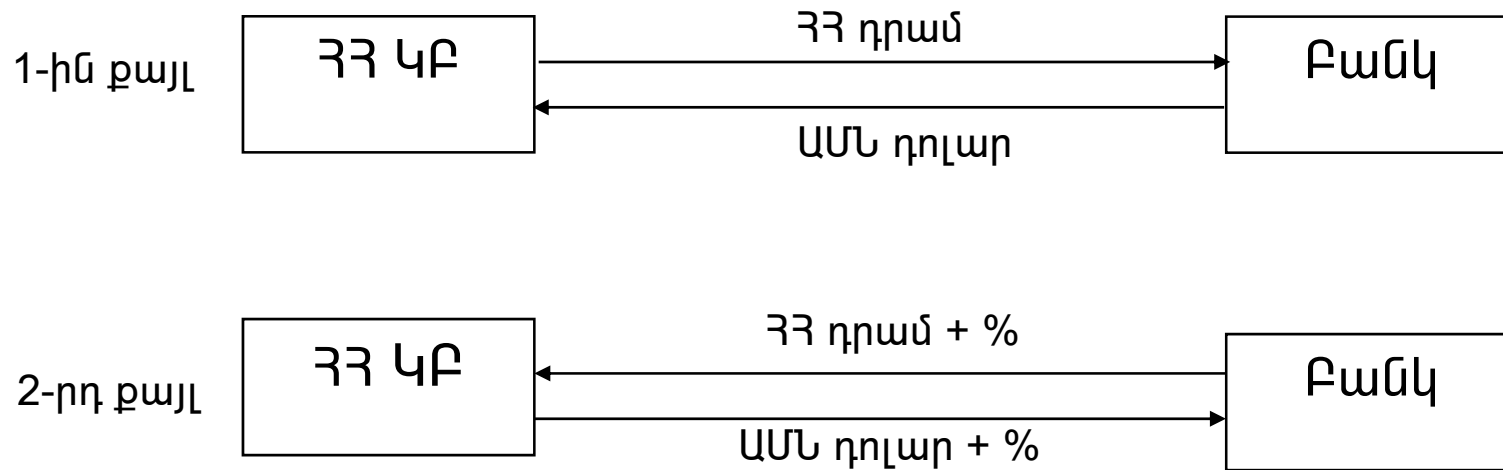 ՀՀ դրամ
1-ին քայլ
ՀՀ ԿԲ
Բանկ
ԱՄՆ դոլար
ՀՀ դրամ + %
2-րդ քայլ
ՀՀ ԿԲ
Բանկ
ԱՄՆ դոլար + %